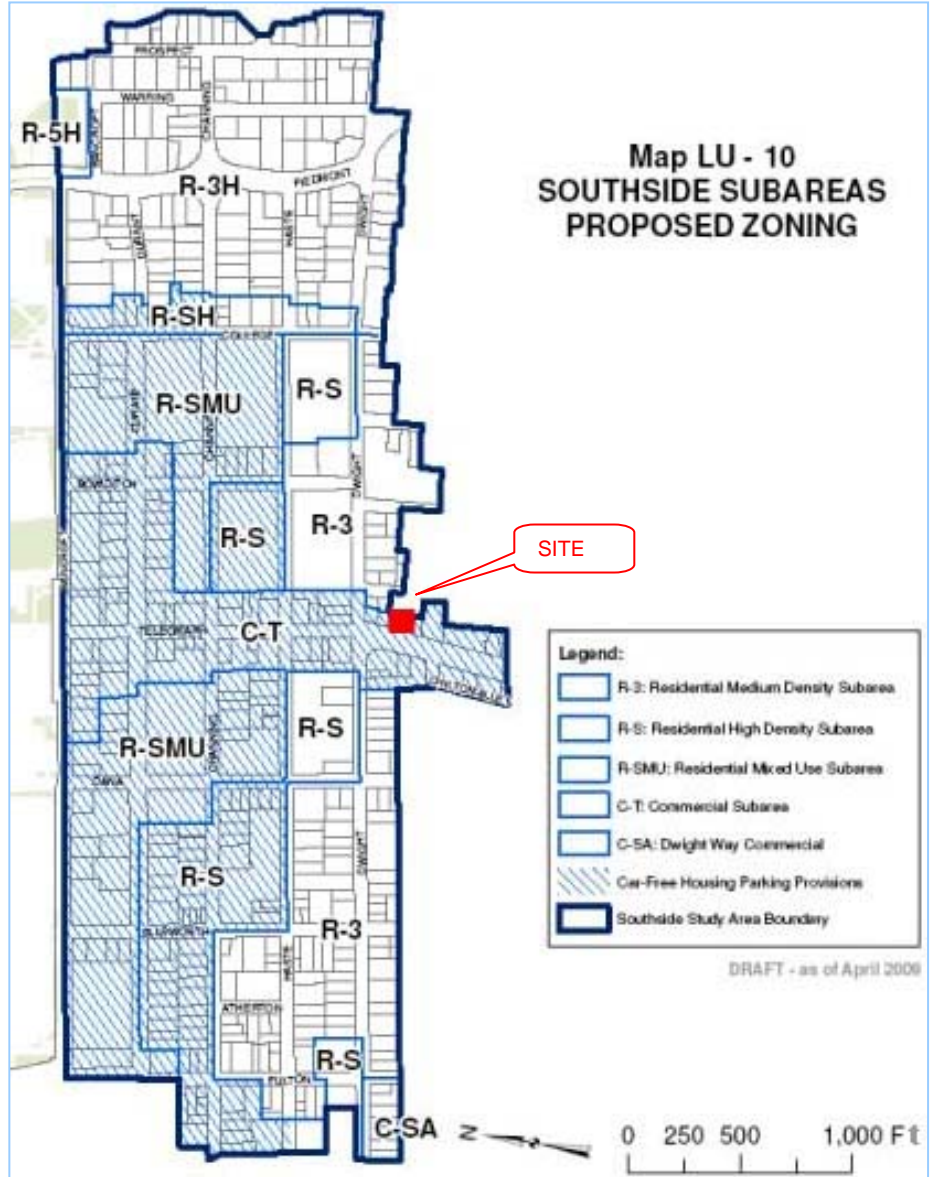 PROSPECT
WARRING
CHANNING
R-5H
BANCROFT
Map LU - 10
SOUTHSIDE SUBAREAS
PROPOSED ZONING
R-3H
PIEDMONT
DURANT
HASTE
DWIGHT
R-SH
COLLEGE
R-SMU
R-S
DWIGHT
BOWDITCH
R-S
R-3
SITE
TELEGRAPH
C-T
Legend:
R-3: Residential Medium Density Subarea
R-S: Residential High Density Subarea
R-SMU: Residential Mixed Use Subarea
C-T: Commercial Subarea
C-SA: Dwight Way Commercial
Car-Free Housing Parking Provisions
Southside Study Area Boundary
R-SMU
CHANNING
R-S
DANA
DWIGHT
R-S
R-3
ELLSWORTH
HASTE
DRAFT - as of April 2009
ATHERTON
R-S
FULTON
C-SA
N
0 250 500 1,000 Ft